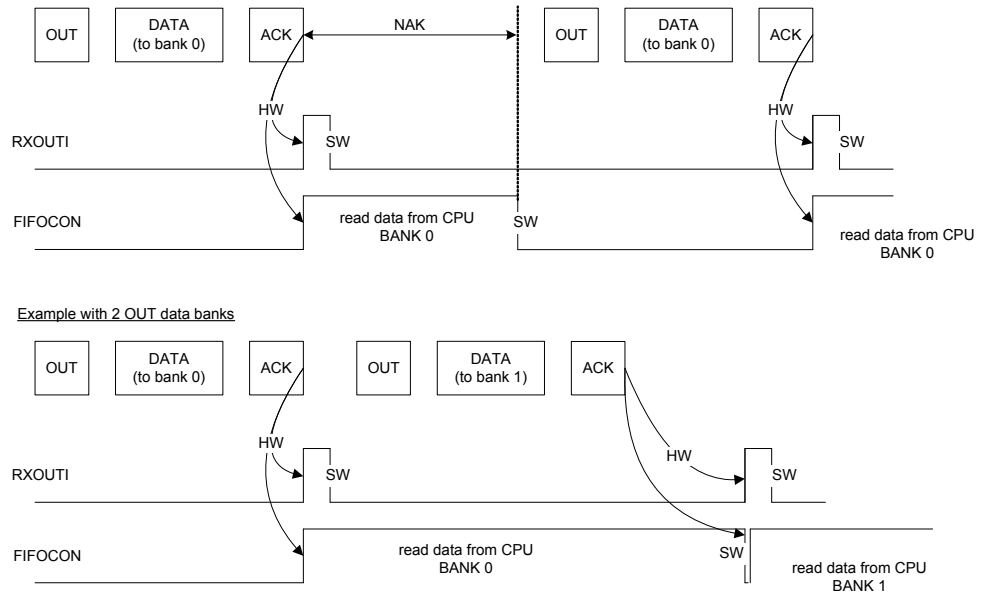 OUT DATA (to bank 0) ACK NAK OUT DATA (to bank 0) ACK
HW HW
RXOUTI SW SW
FIFOCON read data from CPU BANK 0 SW read data from CPU BANK 0
Example with 2 OUT data banks
OUT DATA (to bank 0) ACK OUT DATA (to bank 1) ACK
HW HW
RXOUTI SW SW
FIFOCON read data from CPU BANK 0 SW read data from CPU BANK 1